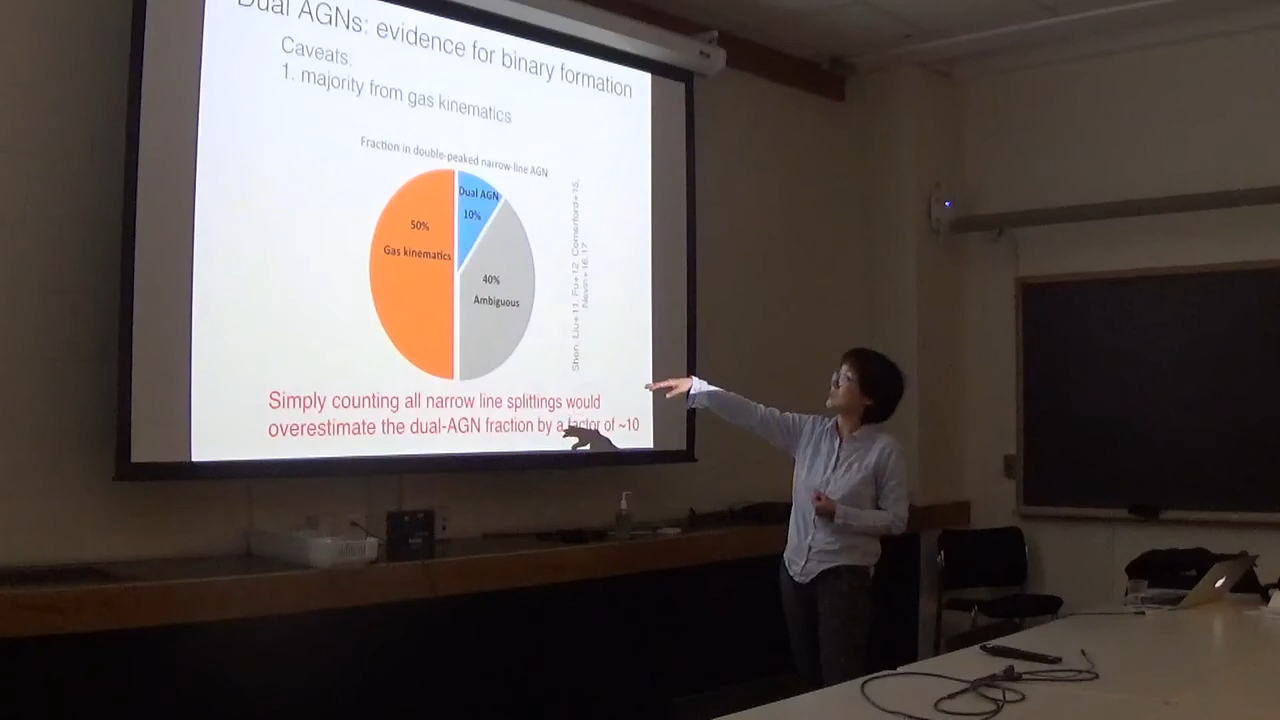 Dual AGNs: evidence for binary formation
Caveats:
1. majority from gas kinematics
Fraction in double-peaked narrow-line AGN
Dual AGN
10%
50%
Gas kinematics
40%
Ambiguous
Shen, Liu+11, Fu+12, Comerford+15,
Nevin+16,17
Simply counting all narrow line splittings would
overestimate the dual-AGN fraction by a factor of ~10